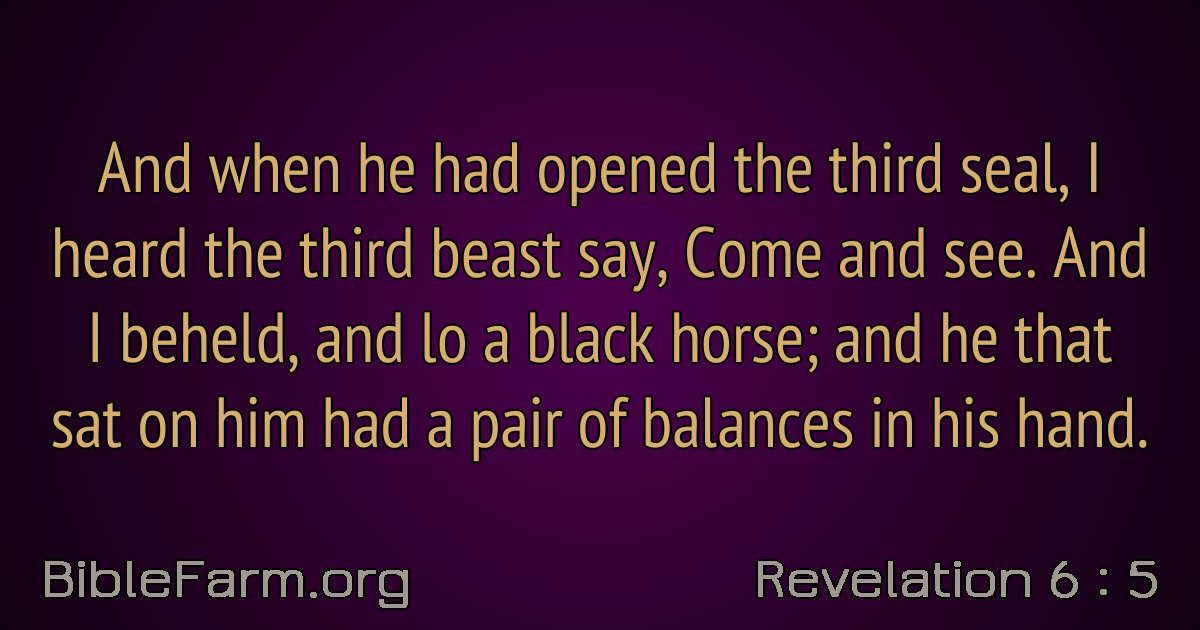 And when he had opened the third seal, I
heard the third beast say, Come and see. And
I beheld, and lo a black horse; and he that
sat on him had a pair of balances in his hand.
BibleFarm.org
Revelation 6 : 5